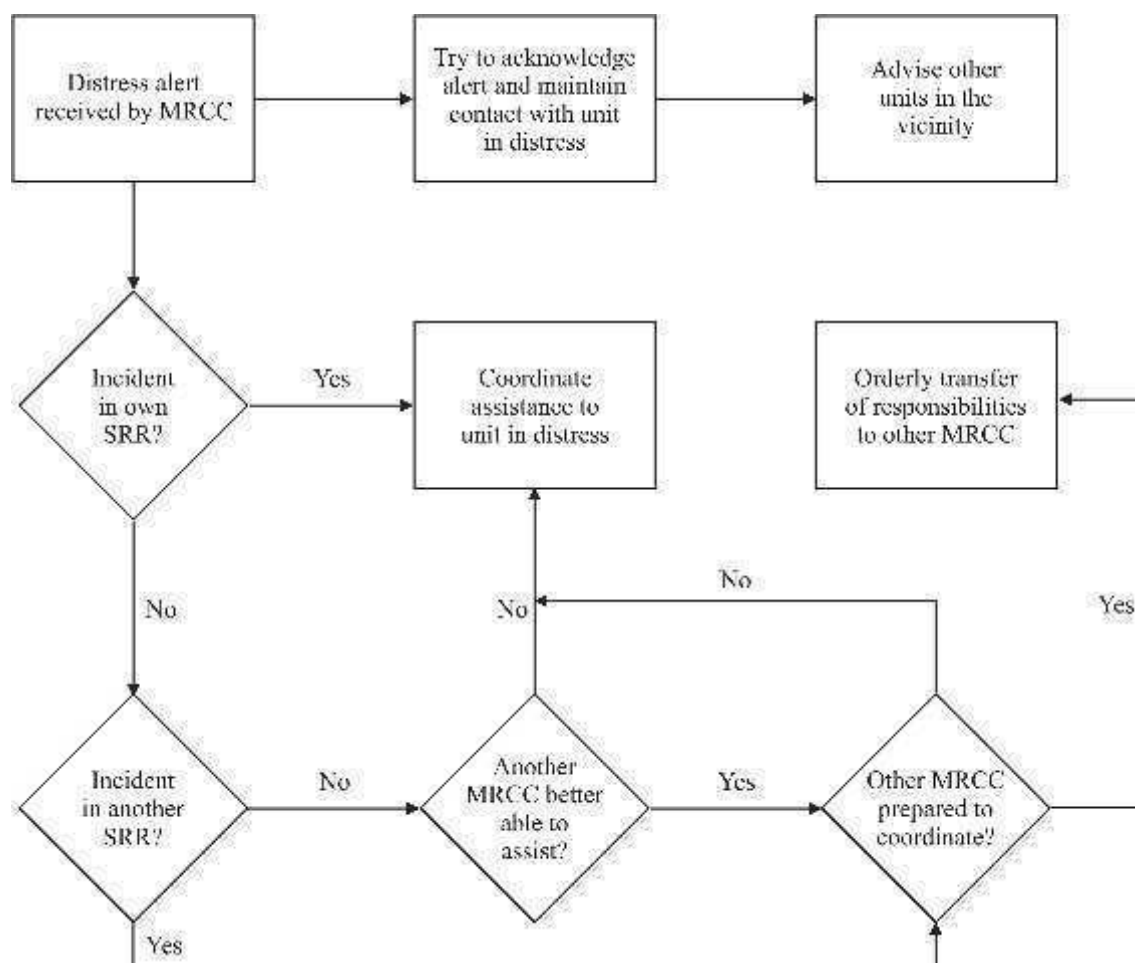 Distress alert
received by MRCC
Try to acknowledge
alert and maintain
contact with unit
in distress
Advise other
units in the
vicinity
Incident
in own
SRR?
Yes
Coordinate
assistance to
unit in distress
Orderly transfer
of responsibilities
to other MRCC
No
No
No
Yes
Incident
in another
SRR?
No
Another
MRCC better
able to
assist?
Yes
Other MRCC
prepared to
coordinate?
Yes